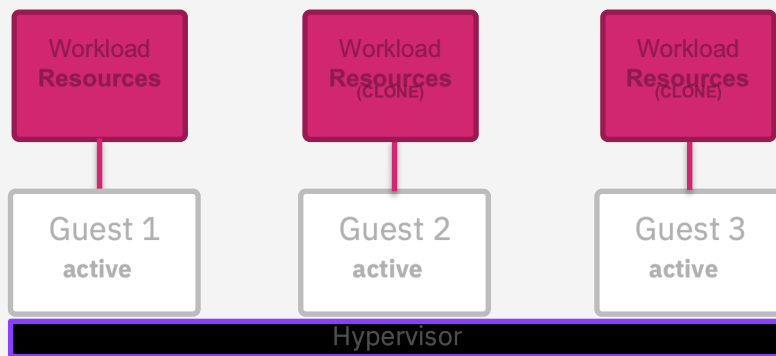 Workload
Resources
Workload
Resources
(CLONE)
Workload
Resources
(CLONE)
Guest 1
active
Guest 2
active
Guest 3
active
Hypervisor